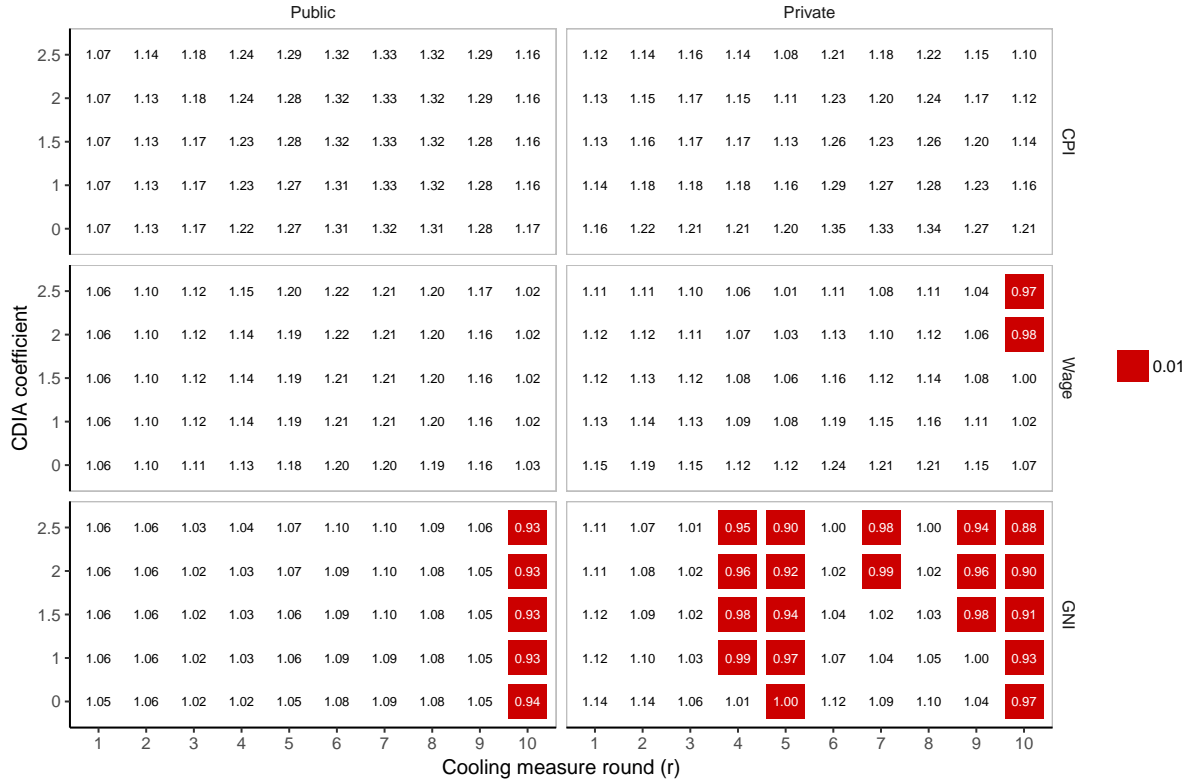 Public Private
2.5 1.07 1.14 1.18 1.24 1.29 1.32 1.33 1.32 1.29 1.16 1.12 1.14 1.16 1.14 1.08 1.21 1.18 1.22 1.15 1.10
2 1.07 1.13 1.18 1.24 1.28 1.32 1.33 1.32 1.29 1.16 1.13 1.15 1.17 1.15 1.11 1.23 1.20 1.24 1.17 1.12
1.5 1.07 1.13 1.17 1.23 1.28 1.32 1.33 1.32 1.28 1.16 1.13 1.16 1.17 1.17 1.13 1.26 1.23 1.26 1.20 1.14
CPI
1 1.07 1.13 1.17 1.23 1.27 1.31 1.33 1.32 1.28 1.16 1.14 1.18 1.18 1.18 1.16 1.29 1.27 1.28 1.23 1.16
0 1.07 1.13 1.17 1.22 1.27 1.31 1.32 1.31 1.28 1.17 1.16 1.22 1.21 1.21 1.20 1.35 1.33 1.34 1.27 1.21
2.5 1.06 1.10 1.12 1.15 1.20 1.22 1.21 1.20 1.17 1.02 1.11 1.11 1.10 1.06 1.01 1.11 1.08 1.11 1.04 0.97
2 1.06 1.10 1.12 1.14 1.19 1.22 1.21 1.20 1.16 1.02 1.12 1.12 1.11 1.07 1.03 1.13 1.10 1.12 1.06 0.98
CDIA coefficient
1.5 1.06 1.10 1.12 1.14 1.19 1.21 1.21 1.20 1.16 1.02 1.12 1.13 1.12 1.08 1.06 1.16 1.12 1.14 1.08 1.00
Wage
0.01
1 1.06 1.10 1.12 1.14 1.19 1.21 1.21 1.20 1.16 1.02 1.13 1.14 1.13 1.09 1.08 1.19 1.15 1.16 1.11 1.02
0 1.06 1.10 1.11 1.13 1.18 1.20 1.20 1.19 1.16 1.03 1.15 1.19 1.15 1.12 1.12 1.24 1.21 1.21 1.15 1.07
2.5 1.06 1.06 1.03 1.04 1.07 1.10 1.10 1.09 1.06 0.93 1.11 1.07 1.01 0.95 0.90 1.00 0.98 1.00 0.94 0.88
2 1.06 1.06 1.02 1.03 1.07 1.09 1.10 1.08 1.05 0.93 1.11 1.08 1.02 0.96 0.92 1.02 0.99 1.02 0.96 0.90
1.5 1.06 1.06 1.02 1.03 1.06 1.09 1.10 1.08 1.05 0.93 1.12 1.09 1.02 0.98 0.94 1.04 1.02 1.03 0.98 0.91
GNI
1 1.06 1.06 1.02 1.03 1.06 1.09 1.09 1.08 1.05 0.93 1.12 1.10 1.03 0.99 0.97 1.07 1.04 1.05 1.00 0.93
0 1.05 1.06 1.02 1.02 1.05 1.08 1.09 1.08 1.05 0.94 1.14 1.14 1.06 1.01 1.00 1.12 1.09 1.10 1.04 0.97
1 2 3 4 5 6 7 8 9 10 1 2 3 4 5 6 7 8 9 10
Cooling measure round (r)